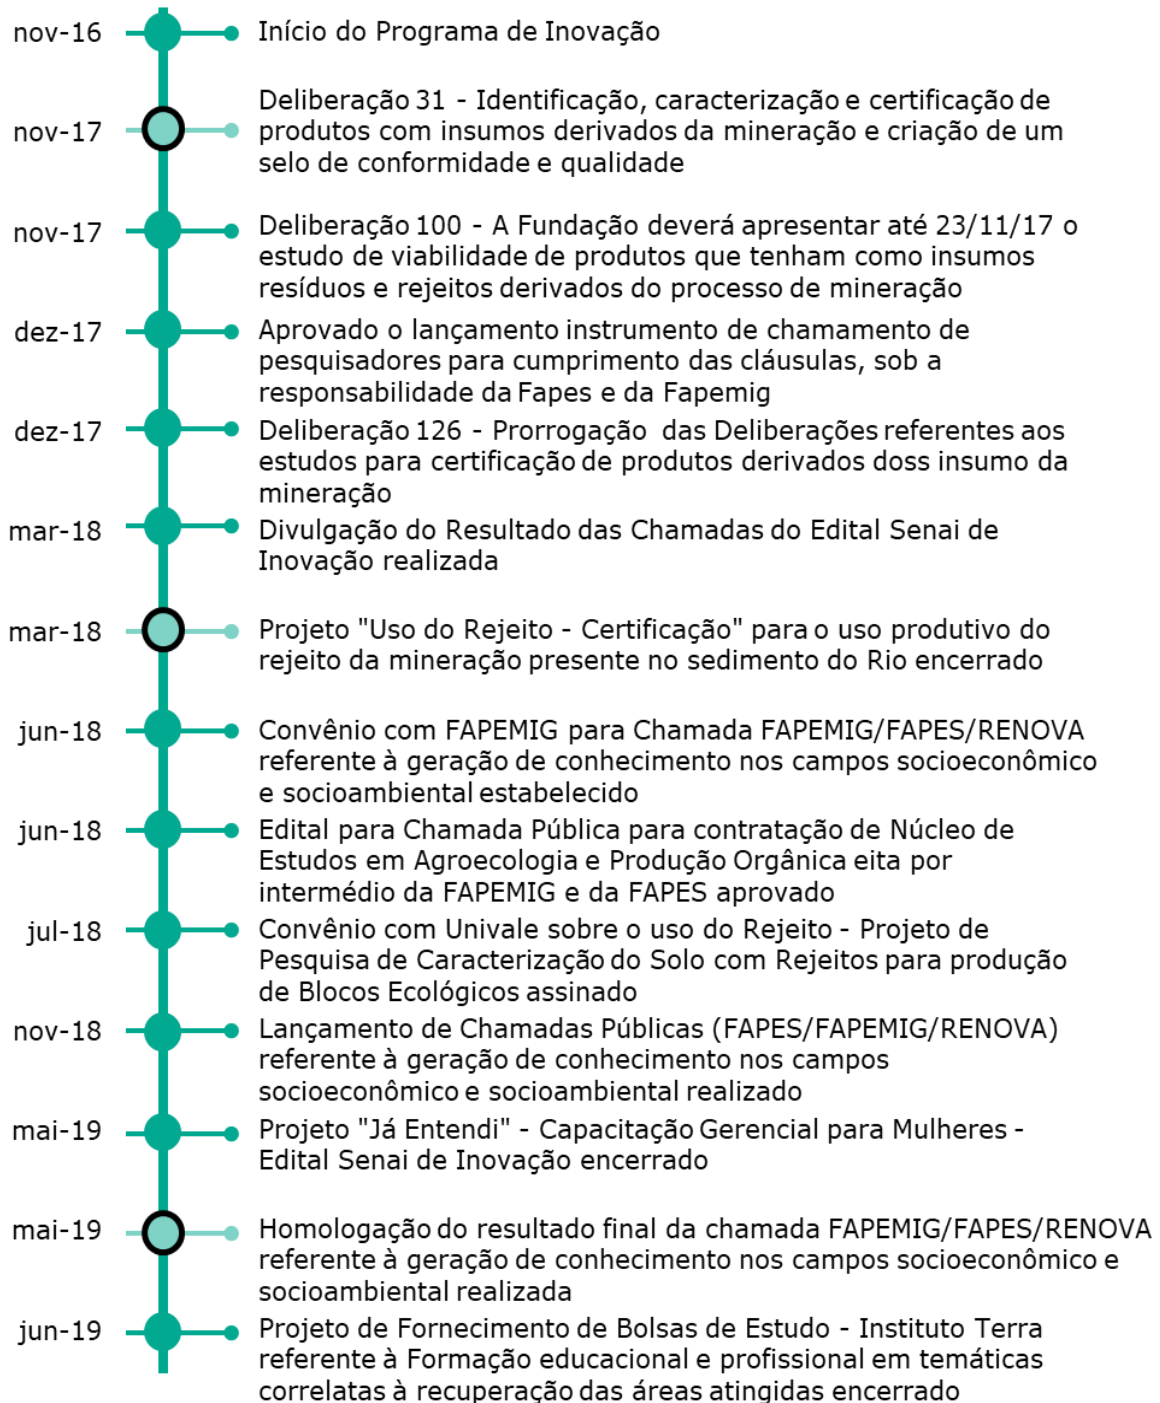 nov-16
Início do Programa de Inovação
nov-17
Deliberação 31 - Identificação, caracterização e certificação de
produtos com insumos derivados da mineração e criação de um
selo de conformidade e qualidade
nov-17
Deliberação 100 - A Fundação deverá apresentar até 23/11/17 o
estudo de viabilidade de produtos que tenham como insumos
resíduos e rejeitos derivados do processo de mineração
dez-17
Aprovado o lançamento instrumento de chamamento de
pesquisadores para cumprimento das cláusulas, sob a
responsabilidade da Fapes e da Fapemig
dez-17
Deliberação 126 - Prorrogação das Deliberações referentes aos
estudos para certificação de produtos derivados doss insumo da
mineração
mar-18
Divulgação do Resultado das Chamadas do Edital Senai de
Inovação realizada
mar-18
Projeto "Uso do Rejeito - Certificação" para o uso produtivo do
rejeito da mineração presente no sedimento do Rio encerrado
jun-18
Convênio com FAPEMIG para Chamada FAPEMIG/FAPES/RENOVA
referente à geração de conhecimento nos campos socioeconômico
e socioambiental estabelecido
jun-18
Edital para Chamada Pública para contratação de Núcleo de
Estudos em Agroecologia e Produção Orgânica eita por
intermédio da FAPEMIG e da FAPES aprovado
jul-18
Convênio com Univale sobre o uso do Rejeito - Projeto de
Pesquisa de Caracterização do Solo com Rejeitos para produção
de Blocos Ecológicos assinado
nov-18
Lançamento de Chamadas Públicas (FAPES/FAPEMIG/RENOVA)
referente à geração de conhecimento nos campos
socioeconômico e socioambiental realizado
mai-19
Projeto "Já Entendi" - Capacitação Gerencial para Mulheres -
Edital Senai de Inovação encerrado
mai-19
Homologação do resultado final da chamada FAPEMIG/FAPES/RENOVA
referente à geração de conhecimento nos campos socioeconômico e
socioambiental realizada
jun-19
Projeto de Fornecimento de Bolsas de Estudo - Instituto Terra
referente à Formação educacional e profissional em temáticas
correlatas à recuperação das áreas atingidas encerrado